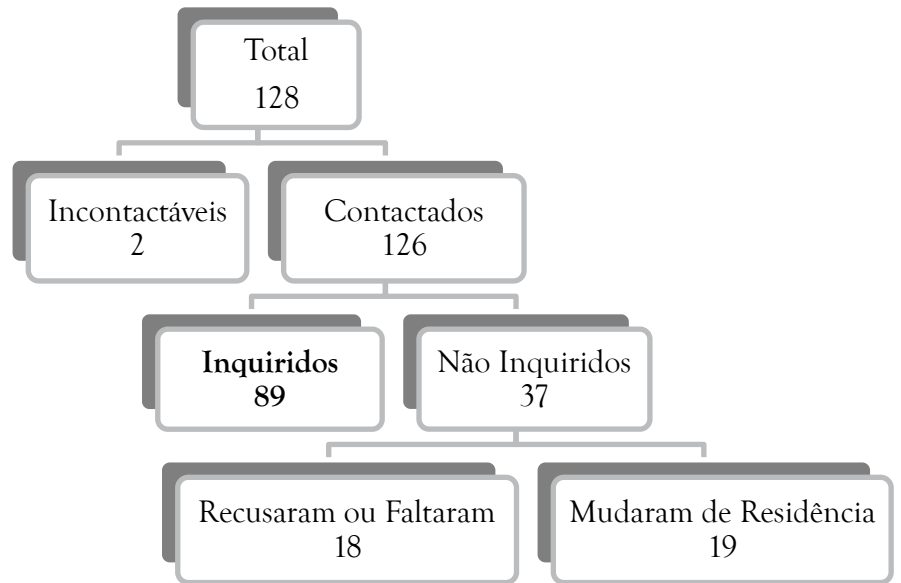 Total
128
Incontactáveis
2
Contactados
126
Inquiridos
89
Não Inquiridos
37
Recusaram ou Faltaram
18
Mudaram de Residência
19